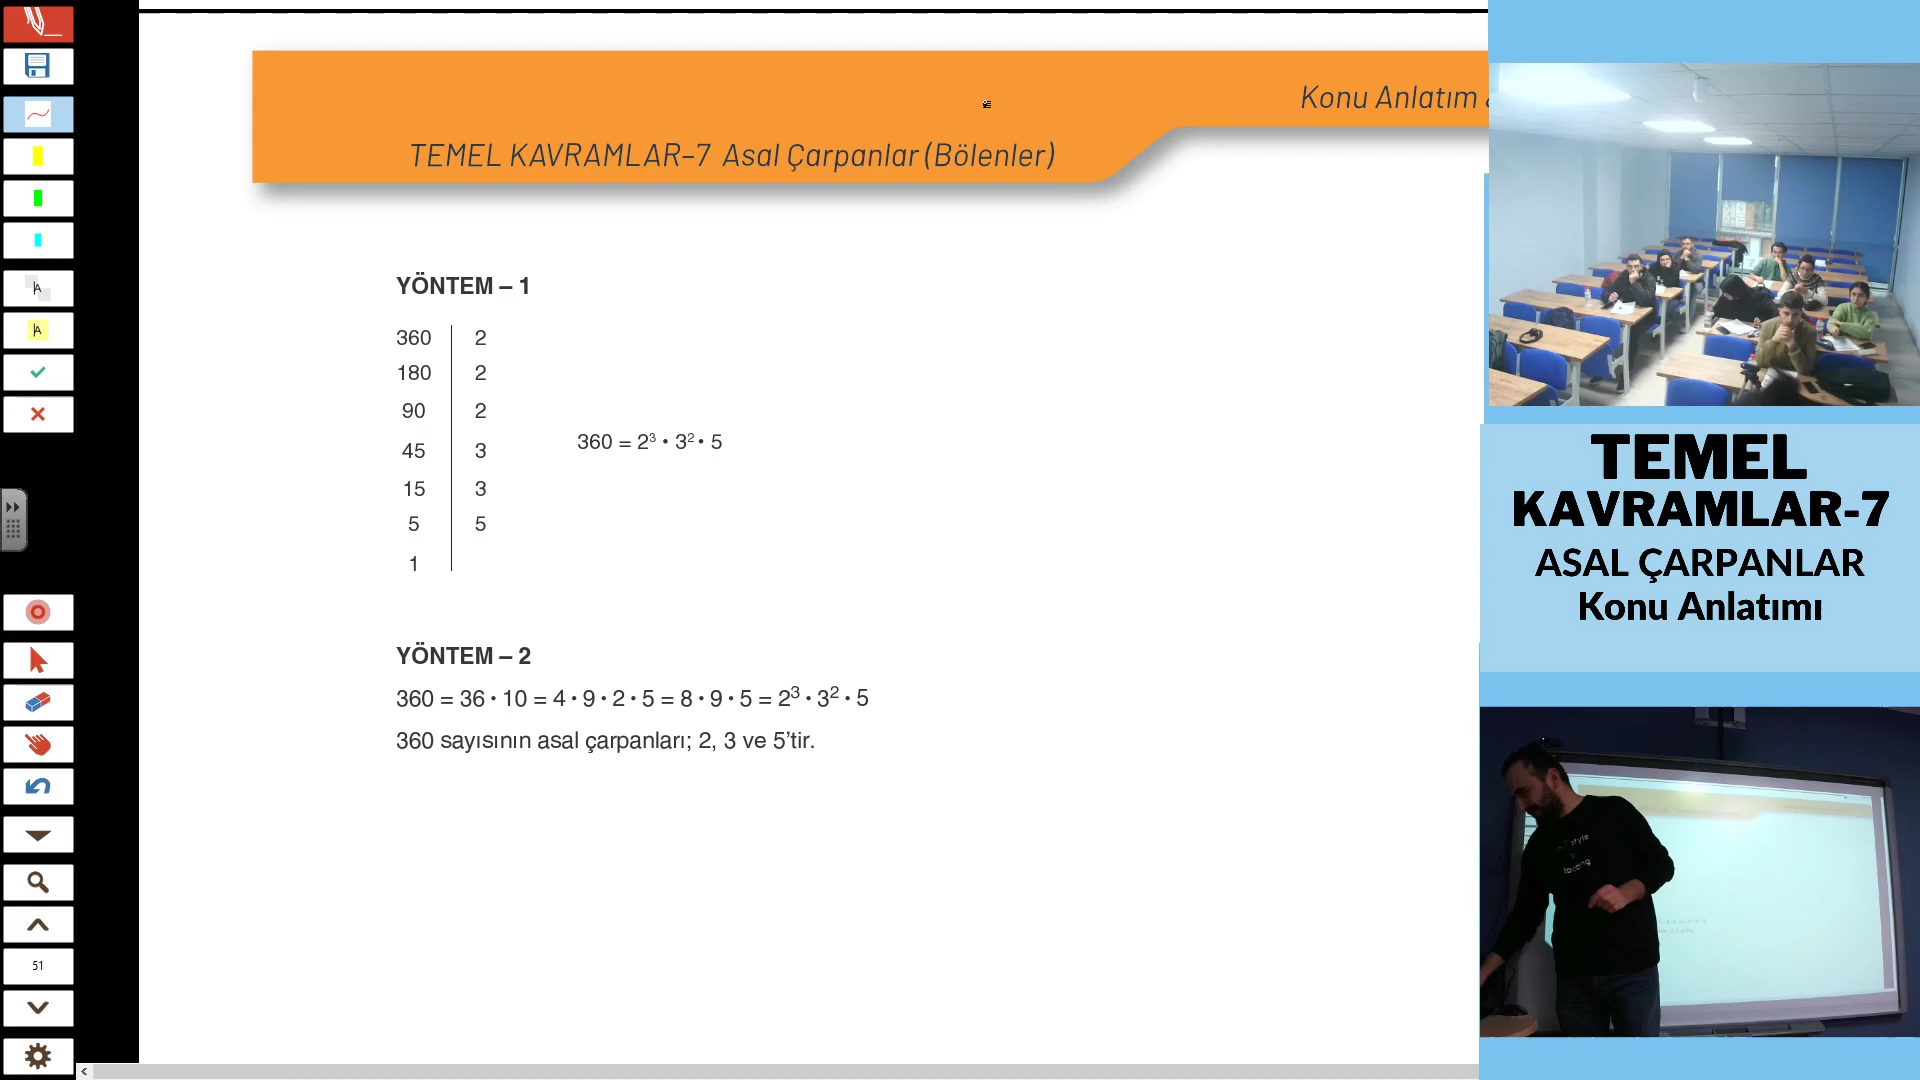 Konu Anlatım
TEMEL KAVRAMLAR-7 Asal Çarpanlar (Bölenler)
YÖNTEM – 1
360 2
180 2
90 2
45 3
15 3
5 5
1
360 = 2³ • 3² • 5
YÖNTEM – 2
360 = 36 • 10 = 4 • 9 • 2 • 5 = 8 • 9 • 5 = 2³ • 3² • 5
360 sayısının asal çarpanları; 2, 3 ve 5’tir.
51
TEMEL
KAVRAMLAR-7
ASAL ÇARPANLAR
Konu Anlatımı
style